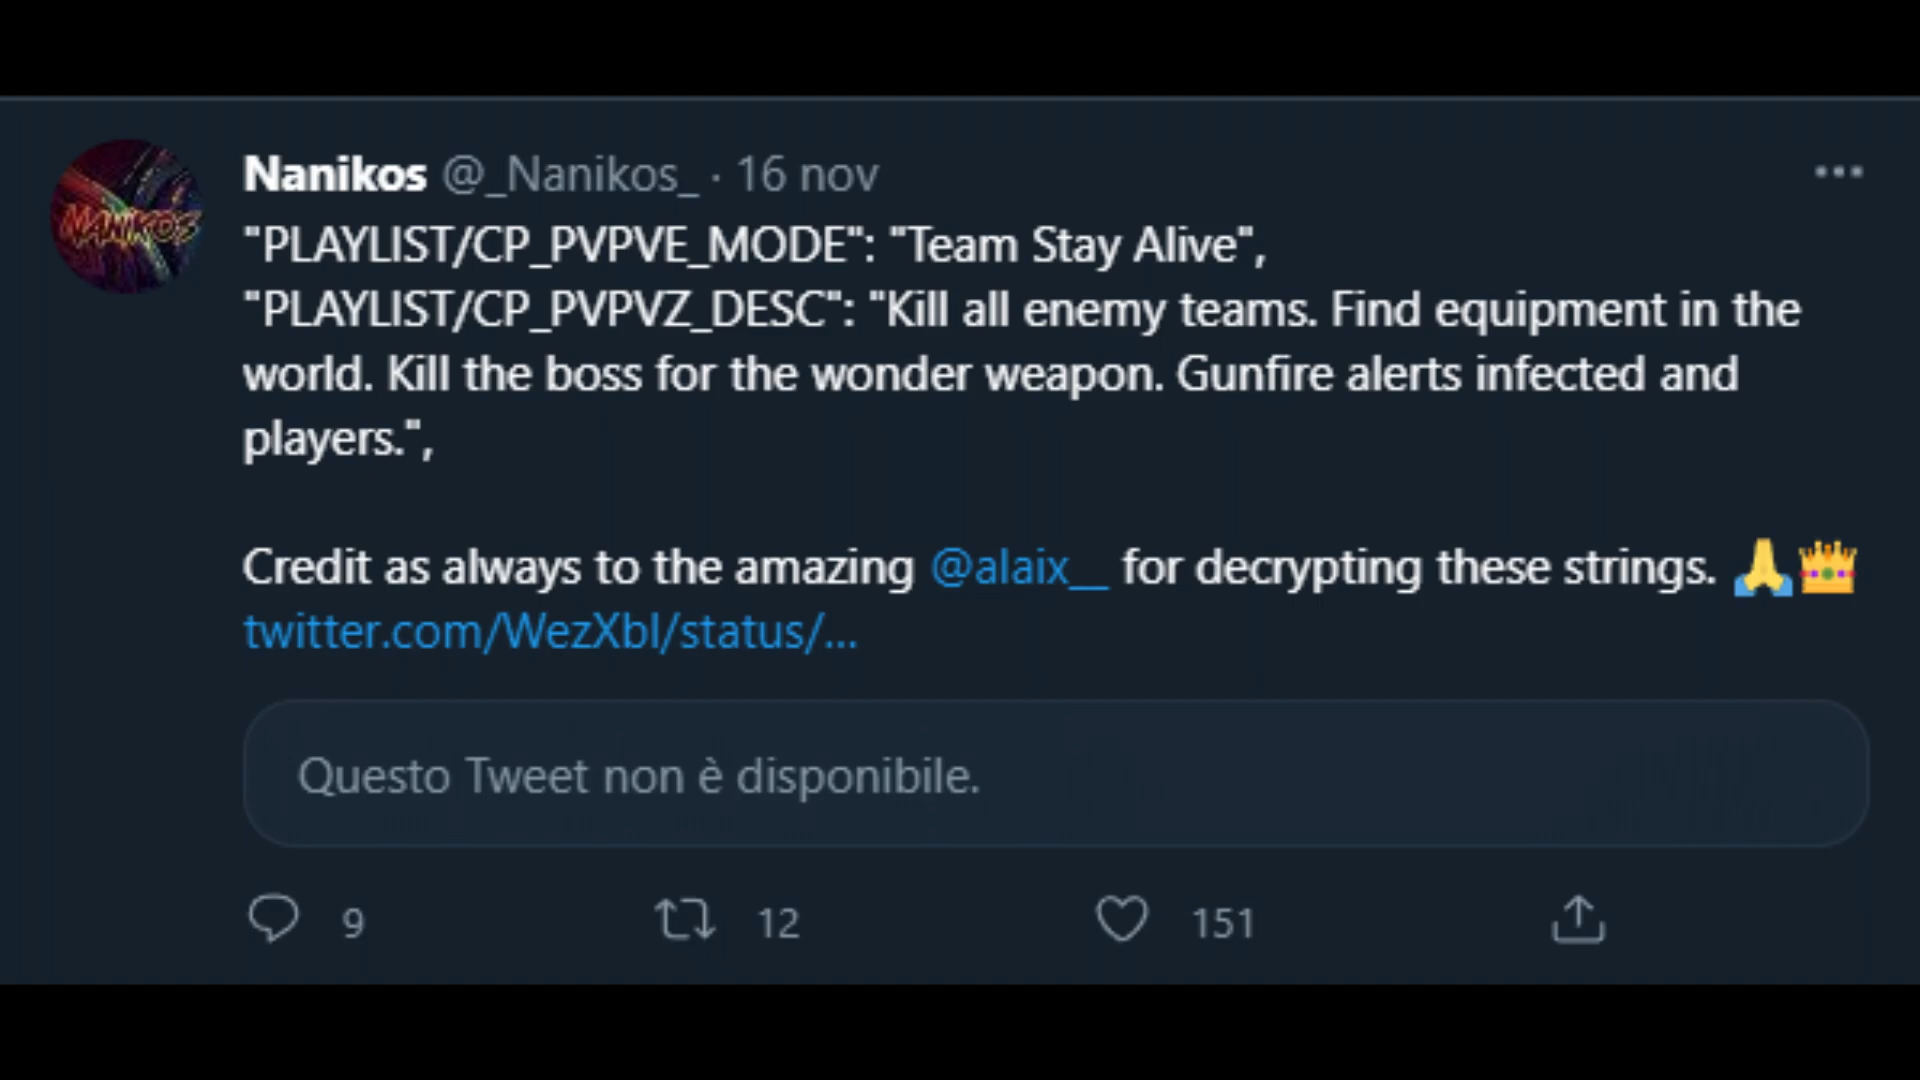 Nanikos @_Nanikos_ · 16 nov
NANIKOS
"PLAYLIST/CP_PVPVE_MODE": "Team Stay Alive",
"PLAYLIST/CP_PVPVZ_DESC": "Kill all enemy teams. Find equipment in the
world. Kill the boss for the wonder weapon. Gunfire alerts infected and
players.",
Credit as always to the amazing @alaix__ for decrypting these strings. 🙏👑
twitter.com/WezXbl/status/...
Questo Tweet non è disponibile.
9 12 151